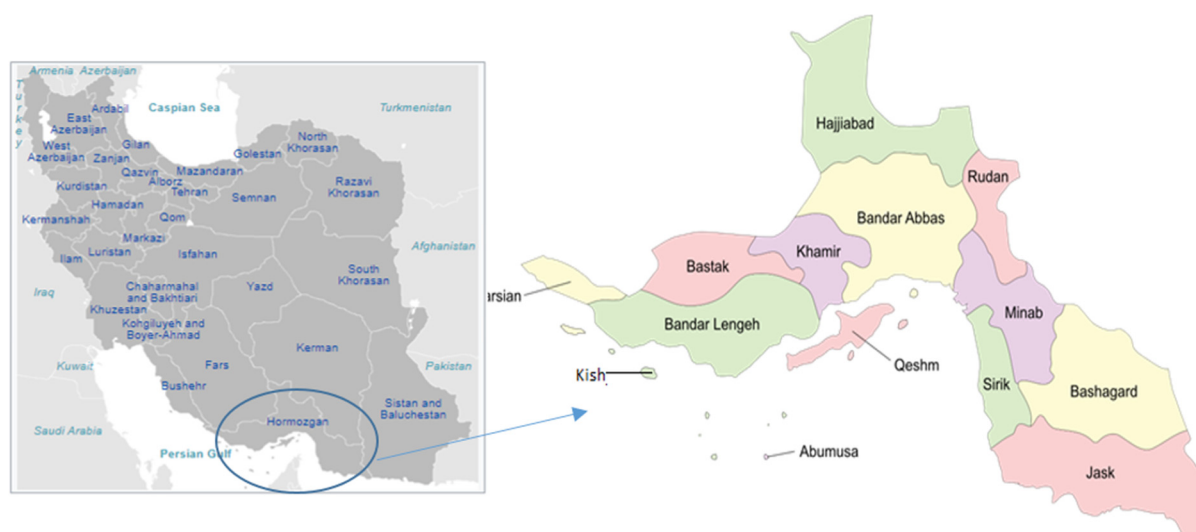 Armenia
Azerbaijan
Turkey
Caspian Sea
Turkmenistan
Ardabil
East
Azerbaijan
West
Azerbaijan
Gilan
Zanjan
Qazvin
Alborz
Tehran
Mazandaran
Golestan
North
Khorasan
Razavi
Khorasan
Semnan
Kurdistan
Hamadan
Qom
Kermanshah
Markazi
Luristan
Ilam
Isfahan
Afghanistan
South
Khorasan
Iraq
Chaharmahal
and Bakhtiari
Yazd
Khuzestan
Kohgiluyeh and
Boyer-Ahmad
Kerman
Fars
Kuwait
Bushehr
Pakistan
Sistan and
Baluchestan
Hormozgan
Saudi Arabia
Persian Gulf
Hajjiabad
Rudan
Bandar Abbas
Khamir
Bastak
arsian
Bandar Lengeh
Minab
Qeshm
Kish
Sirik
Bashagard
Abumusa
Jask